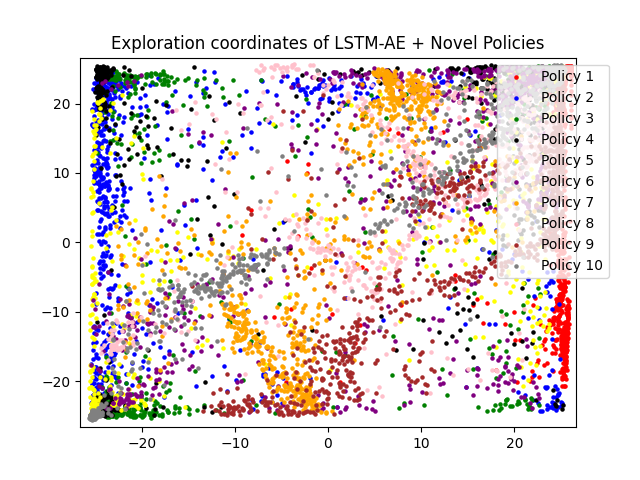 Exploration coordinates of LSTM-AE + Novel Policies
20
10
0
−10
−20
−20
−10
0
10
20
Policy 1
Policy 2
Policy 3
Policy 4
Policy 5
Policy 6
Policy 7
Policy 8
Policy 9
Policy 10